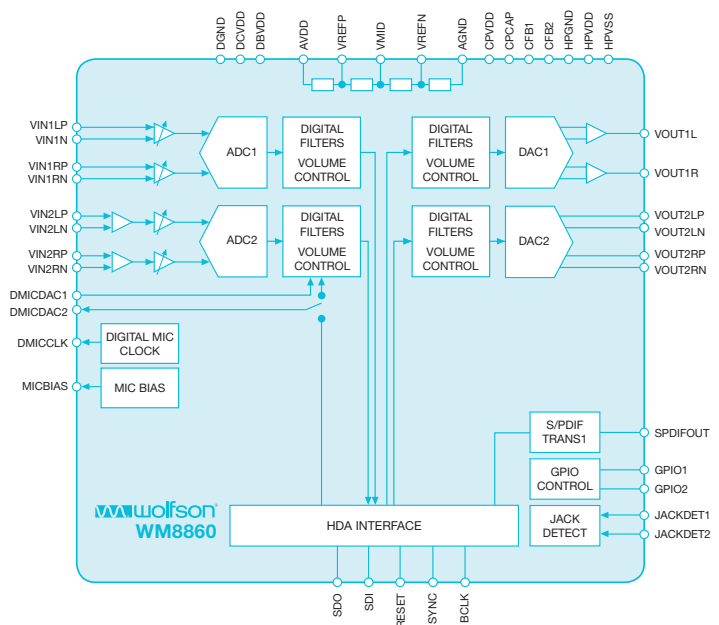 DGND
DCVDD
DBVDD
AVDD
VREFP
VMID
VREFN
AGND
CPVDD
CPCAP
CFB1
CFB2
HPGND
HPVDD
HPVSS
VIN1LP
VIN1N
VIN1RP
VIN1RN
VIN2LP
VIN2LN
VIN2RP
VIN2RN
DMICDAC1
DMICDAC2
DMICCLK
MICBIAS
ADC1
DIGITAL
FILTERS
VOLUME
CONTROL
DIGITAL
FILTERS
VOLUME
CONTROL
DAC1
VOUT1L
VOUT1R
ADC2
DIGITAL
FILTERS
VOLUME
CONTROL
DIGITAL
FILTERS
VOLUME
CONTROL
DAC2
VOUT2LP
VOUT2LN
VOUT2RP
VOUT2RN
DIGITAL MIC
CLOCK
MIC BIAS
S/PDIF
TRANS1
SPDIFOUT
GPIO
CONTROL
GPIO1
GPIO2
JACK
DETECT
JACKDET1
JACKDET2
wolfson®
WM8860
HDA INTERFACE
SDO
SDI
RESET
SYNC
BCLK